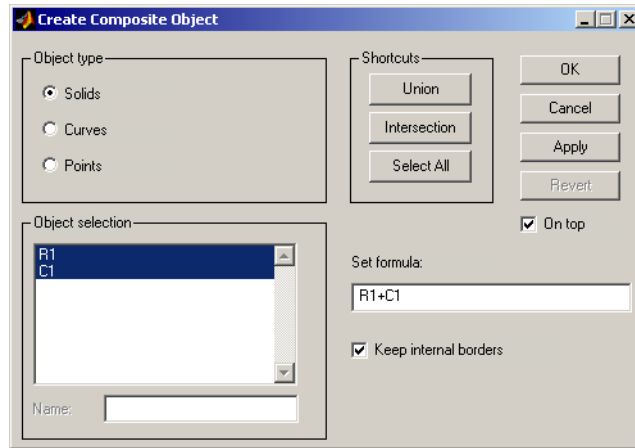 Create Composite Object
Object type
Solids
Curves
Points
Shortcuts
Union
Intersection
Select All
OK
Cancel
Apply
Revert
On top
Object selection
R1
C1
Name:
Set formula:
R1+C1
Keep internal borders